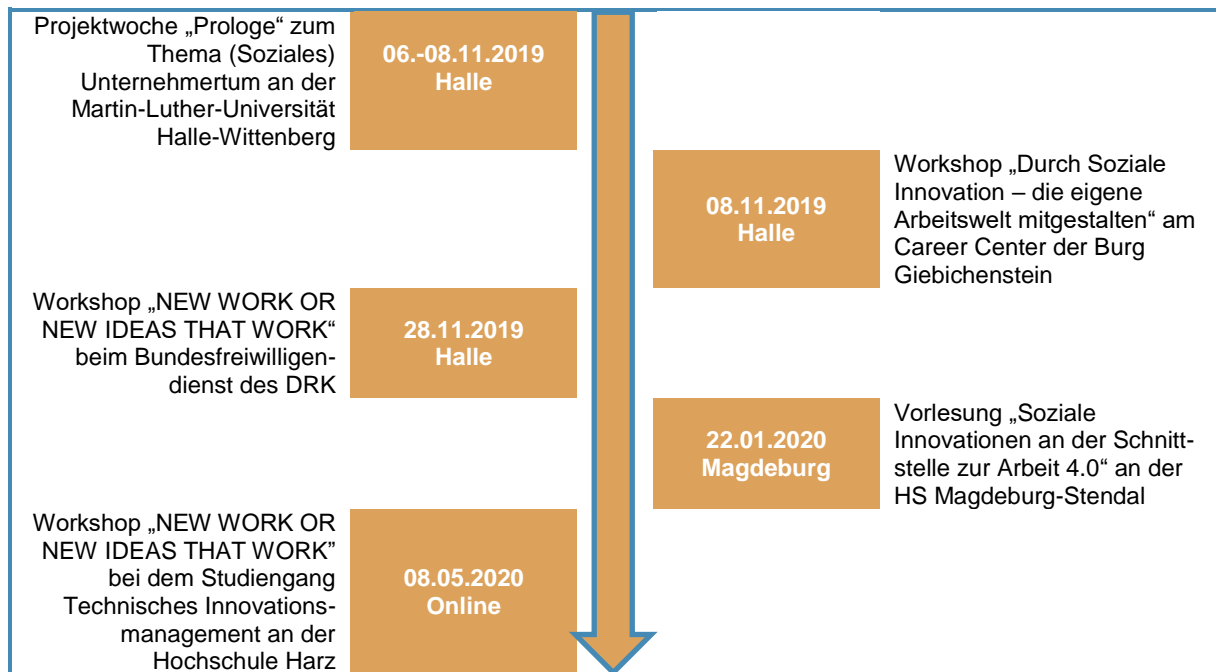 Projektwoche „Prologe“ zum
Thema (Soziales)
Unternehmertum an der
Martin-Luther-Universität
Halle-Wittenberg
06.-08.11.2019
Halle
08.11.2019
Halle
Workshop „Durch Soziale
Innovation – die eigene
Arbeitswelt mitgestalten“ am
Career Center der Burg
Giebichenstein
Workshop „NEW WORK OR
NEW IDEAS THAT WORK“
beim Bundesfreiwilligen-
dienst des DRK
28.11.2019
Halle
22.01.2020
Magdeburg
Vorlesung „Soziale
Innovationen an der Schnitt-
stelle zur Arbeit 4.0“ an der
HS Magdeburg-Stendal
Workshop „NEW WORK OR
NEW IDEAS THAT WORK”
bei dem Studiengang
Technisches Innovations-
management an der
Hochschule Harz
08.05.2020
Online